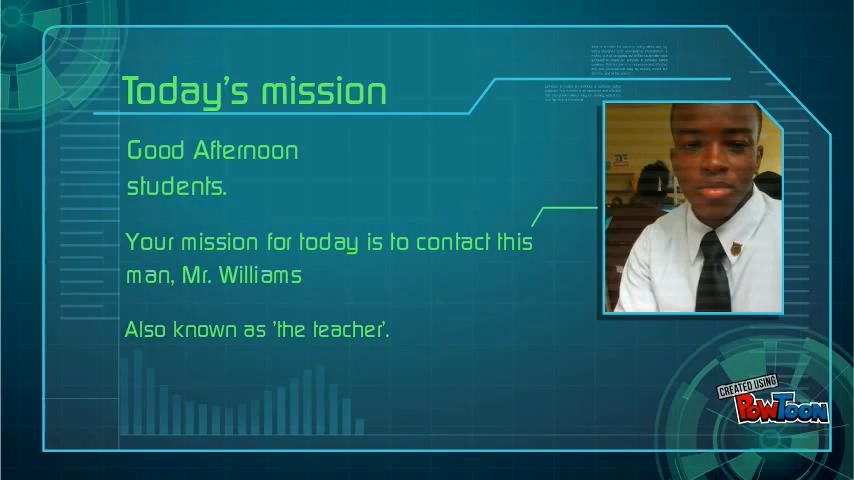 Today's mission
Good Afternoon
students.
Your mission for today is to contact this
man, Mr. Williams
Also known as 'the teacher'.
CREATED USING
POWTOON